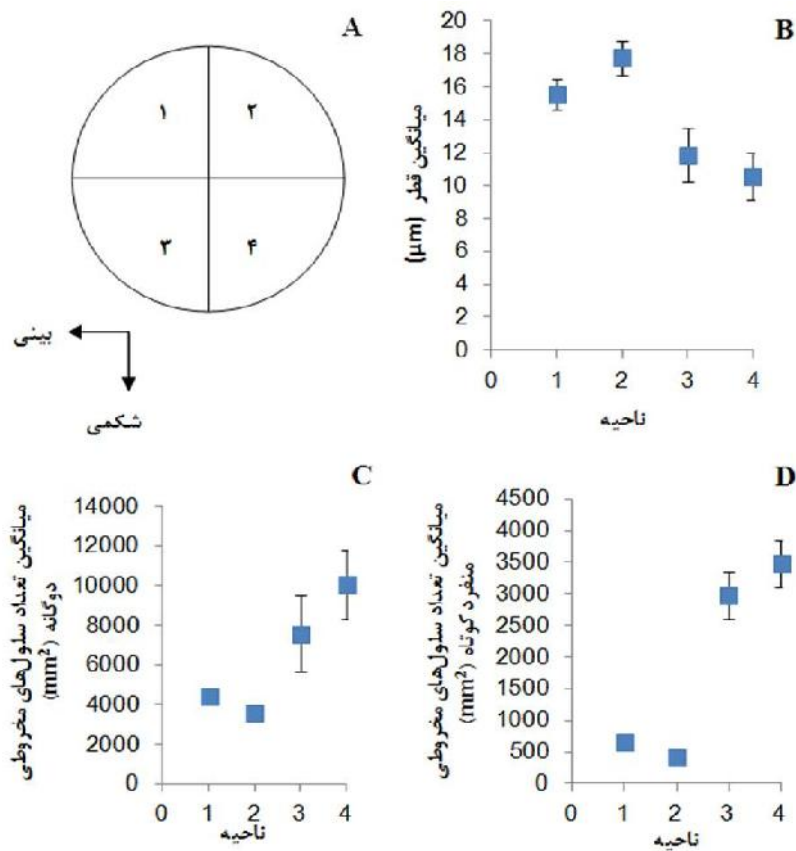 A
۱
۲
۳
۴
بینی
شکمی
B
میانگین قطر (μm)
20
18
16
14
12
10
8
6
4
2
0
0 1 2 3 4
ناحیه
C
میانگین تعداد سلول‌های مخروطی
دوگانه (mm²)
14000
12000
10000
8000
6000
4000
2000
0
0 1 2 3 4
ناحیه
D
میانگین تعداد سلول‌های مخروطی
منفرد کوتاه (mm²)
4500
4000
3500
3000
2500
2000
1500
1000
500
0
0 1 2 3 4
ناحیه